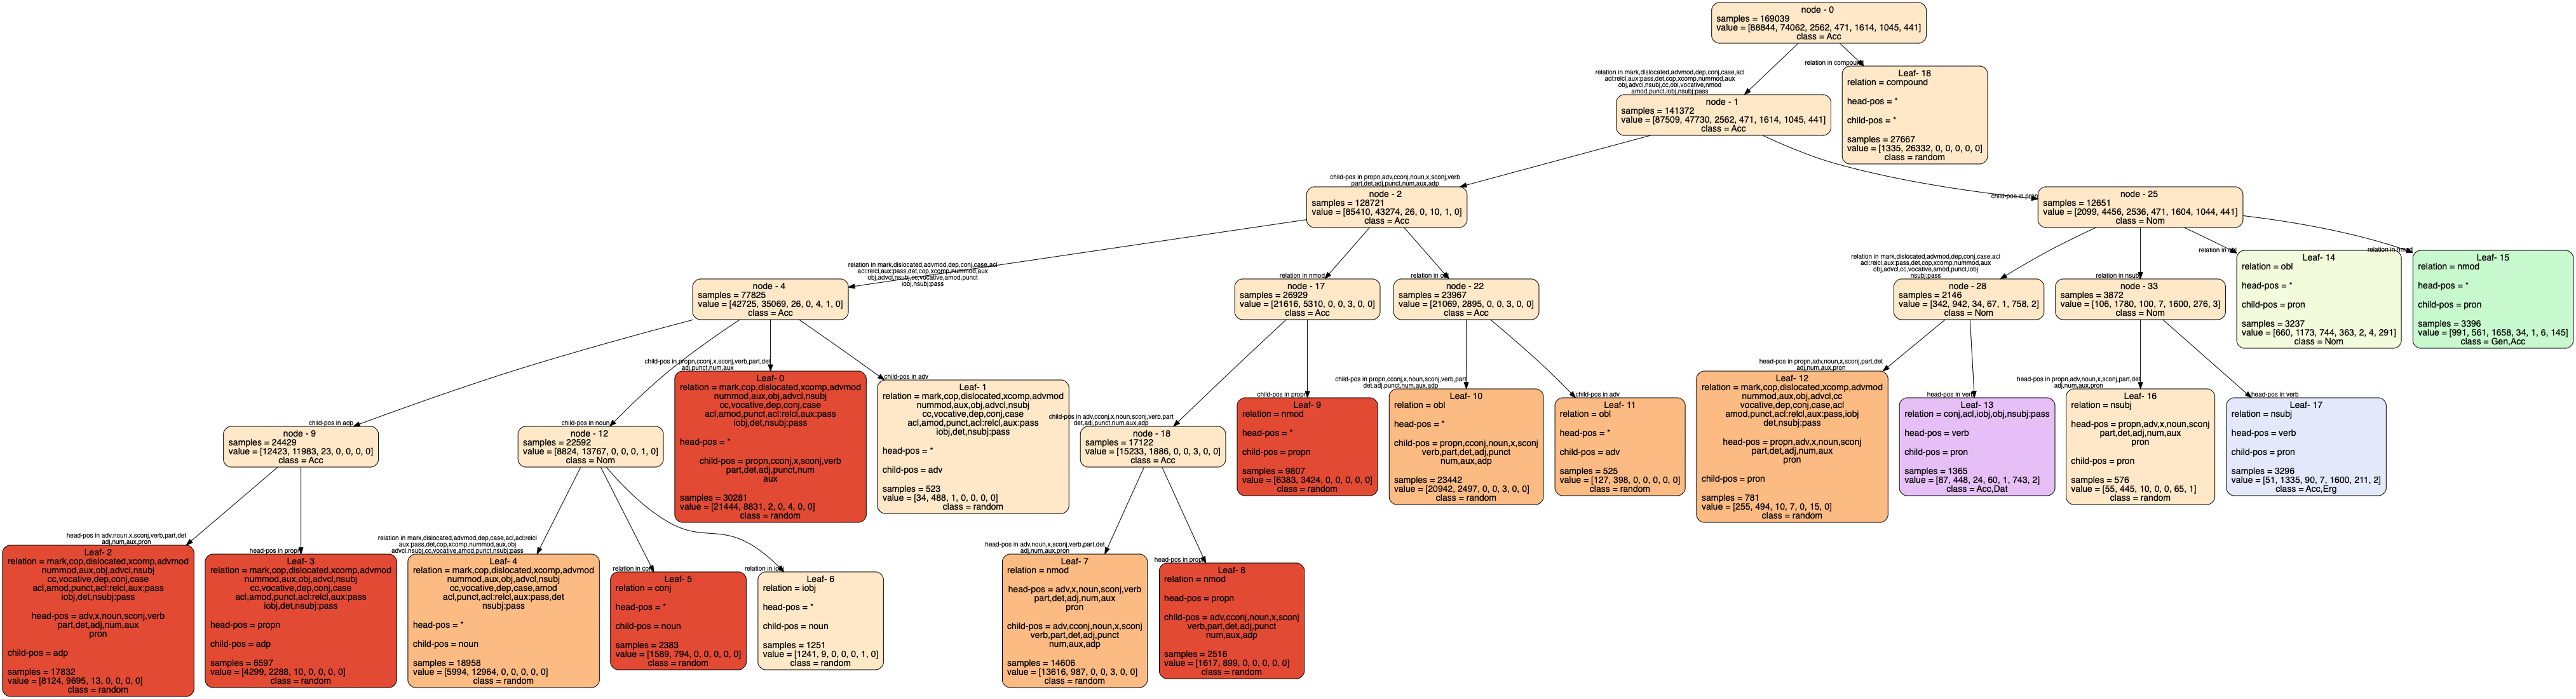 node - 0
samples = 169039
value = [88844, 74062, 2562, 471, 1614, 1045, 441]
class = Acc
relation in compound
Leaf- 18
relation = compound
head-pos = *
child-pos = *
samples = 27667
value = [1335, 26332, 0, 0, 0, 0, 0]
class = random
relation in mark,dislocated,advmod,dep,conj,case,acl
acl:relcl,aux:pass,det,cop,xcomp,nummod,aux
obj,advcl,nsubj,cc,obl,vocative,nmod
amod,punct,iobj,nsubj:pass
node - 1
samples = 141372
value = [87509, 47730, 2562, 471, 1614, 1045, 441]
class = Acc
child-pos in propn,adv,cconj,noun,x,sconj,verb
part,det,adj,punct,num,aux,adp
node - 2
samples = 128721
value = [85410, 43274, 26, 0, 10, 1, 0]
class = Acc
child-pos in pron
node - 25
samples = 12651
value = [2099, 4456, 2536, 471, 1604, 1044, 441]
class = Nom
relation in mark,dislocated,advmod,dep,conj,case,acl
acl:relcl,aux:pass,det,cop,xcomp,nummod,aux
obj,advcl,nsubj,cc,vocative,amod,punct
iobj,nsubj:pass
node - 4
samples = 77825
value = [42725, 35069, 26, 0, 4, 1, 0]
class = Acc
relation in nmod
node - 17
samples = 26929
value = [21616, 5310, 0, 0, 3, 0, 0]
class = Acc
relation in obl
node - 22
samples = 23967
value = [21069, 2895, 0, 0, 3, 0, 0]
class = Acc
relation in mark,dislocated,advmod,dep,conj,case,acl
acl:relcl,aux:pass,det,cop,xcomp,nummod,aux
obj,advcl,cc,vocative,amod,punct,iobj
nsubj:pass
node - 28
samples = 2146
value = [342, 942, 34, 67, 1, 758, 2]
class = Nom
relation in nsubj
node - 33
samples = 3872
value = [106, 1780, 100, 7, 1600, 276, 3]
class = Nom
relation in obl
Leaf- 14
relation = obl
head-pos = *
child-pos = pron
samples = 3237
value = [660, 1173, 744, 363, 2, 4, 291]
class = Nom
relation in nmod
Leaf- 15
relation = nmod
head-pos = *
child-pos = pron
samples = 3396
value = [991, 561, 1658, 34, 1, 6, 145]
class = Gen,Acc
child-pos in adp
node - 9
samples = 24429
value = [12423, 11983, 23, 0, 0, 0, 0]
class = Acc
child-pos in noun
node - 12
samples = 22592
value = [8824, 13767, 0, 0, 0, 1, 0]
class = Nom
child-pos in propn,cconj,x,sconj,verb,part,det
adj,punct,num,aux
Leaf- 0
relation = mark,cop,dislocated,xcomp,advmod
nummod,aux,obj,advcl,nsubj
cc,vocative,dep,conj,case
acl,amod,punct,acl:relcl,aux:pass
iobj,det,nsubj:pass
head-pos = *
child-pos = propn,cconj,x,sconj,verb
part,det,adj,punct,num
aux
samples = 30281
value = [21444, 8831, 2, 0, 4, 0, 0]
class = random
child-pos in adv
Leaf- 1
relation = mark,cop,dislocated,xcomp,advmod
nummod,aux,obj,advcl,nsubj
cc,vocative,dep,conj,case
acl,amod,punct,acl:relcl,aux:pass
iobj,det,nsubj:pass
head-pos = *
child-pos = adv
samples = 523
value = [34, 488, 1, 0, 0, 0, 0]
class = random
child-pos in adv,cconj,x,noun,sconj,verb,part
det,adj,punct,num,aux,adp
node - 18
samples = 17122
value = [15233, 1886, 0, 0, 3, 0, 0]
class = Acc
child-pos in propn
Leaf- 9
relation = nmod
head-pos = *
child-pos = propn
samples = 9807
value = [6383, 3424, 0, 0, 0, 0, 0]
class = random
child-pos in propn,cconj,x,noun,sconj,verb,part
det,adj,punct,num,aux,adp
Leaf- 10
relation = obl
head-pos = *
child-pos = propn,cconj,noun,x,sconj
verb,part,det,adj,punct
num,aux,adp
samples = 23442
value = [20942, 2497, 0, 0, 3, 0, 0]
class = random
child-pos in adv
Leaf- 11
relation = obl
head-pos = *
child-pos = adv
samples = 525
value = [127, 398, 0, 0, 0, 0, 0]
class = random
head-pos in propn,adv,noun,x,sconj,part,det
adj,num,aux,pron
Leaf- 12
relation = mark,cop,dislocated,xcomp,advmod
nummod,aux,obj,advcl,cc
vocative,dep,conj,case,acl
amod,punct,acl:relcl,aux:pass,iobj
det,nsubj:pass
head-pos = propn,adv,x,noun,sconj
part,det,adj,num,aux
pron
child-pos = pron
samples = 781
value = [255, 494, 10, 7, 0, 15, 0]
class = random
head-pos in verb
Leaf- 13
relation = conj,acl,iobj,obj,nsubj:pass
head-pos = verb
child-pos = pron
samples = 1365
value = [87, 448, 24, 60, 1, 743, 2]
class = Acc,Dat
head-pos in propn,adv,noun,x,sconj,part,det
adj,num,aux,pron
Leaf- 16
relation = nsubj
head-pos = propn,adv,x,noun,sconj
part,det,adj,num,aux
pron
child-pos = pron
samples = 576
value = [55, 445, 10, 0, 0, 65, 1]
class = random
head-pos in verb
Leaf- 17
relation = nsubj
head-pos = verb
child-pos = pron
samples = 3296
value = [51, 1335, 90, 7, 1600, 211, 2]
class = Acc,Erg
head-pos in adv,noun,x,sconj,verb,part,det
adj,num,aux,pron
Leaf- 2
relation = mark,cop,dislocated,xcomp,advmod
nummod,aux,obj,advcl,nsubj
cc,vocative,dep,conj,case
acl,amod,punct,acl:relcl,aux:pass
iobj,det,nsubj:pass
head-pos = adv,x,noun,sconj,verb
part,det,adj,num,aux
pron
child-pos = adp
samples = 17832
value = [8124, 9695, 13, 0, 0, 0, 0]
class = random
head-pos in propn
Leaf- 3
relation = mark,cop,dislocated,xcomp,advmod
nummod,aux,obj,advcl,nsubj
cc,vocative,dep,conj,case
acl,amod,punct,acl:relcl,aux:pass
iobj,det,nsubj:pass
head-pos = propn
child-pos = adp
samples = 6597
value = [4299, 2288, 10, 0, 0, 0, 0]
class = random
relation in mark,dislocated,advmod,dep,case,acl,acl:relcl
aux:pass,det,cop,xcomp,nummod,aux,obj
advcl,nsubj,cc,vocative,amod,punct,nsubj:pass
Leaf- 4
relation = mark,cop,dislocated,xcomp,advmod
nummod,aux,obj,advcl,nsubj
cc,vocative,dep,case,amod
acl,punct,acl:relcl,aux:pass,det
nsubj:pass
head-pos = *
child-pos = noun
samples = 18958
value = [5994, 12964, 0, 0, 0, 0, 0]
class = random
relation in conj
Leaf- 5
relation = conj
head-pos = *
child-pos = noun
samples = 2383
value = [1589, 794, 0, 0, 0, 0, 0]
class = random
relation in iobj
Leaf- 6
relation = iobj
head-pos = *
child-pos = noun
samples = 1251
value = [1241, 9, 0, 0, 0, 1, 0]
class = random
head-pos in adv,noun,x,sconj,verb,part,det
adj,num,aux,pron
Leaf- 7
relation = nmod
head-pos = adv,x,noun,sconj,verb
part,det,adj,num,aux
pron
child-pos = adv,cconj,noun,x,sconj
verb,part,det,adj,punct
num,aux,adp
samples = 14606
value = [13616, 987, 0, 0, 3, 0, 0]
class = random
head-pos in propn
Leaf- 8
relation = nmod
head-pos = propn
child-pos = adv,cconj,noun,x,sconj
verb,part,det,adj,punct
num,aux,adp
samples = 2516
value = [1617, 899, 0, 0, 0, 0, 0]
class = random